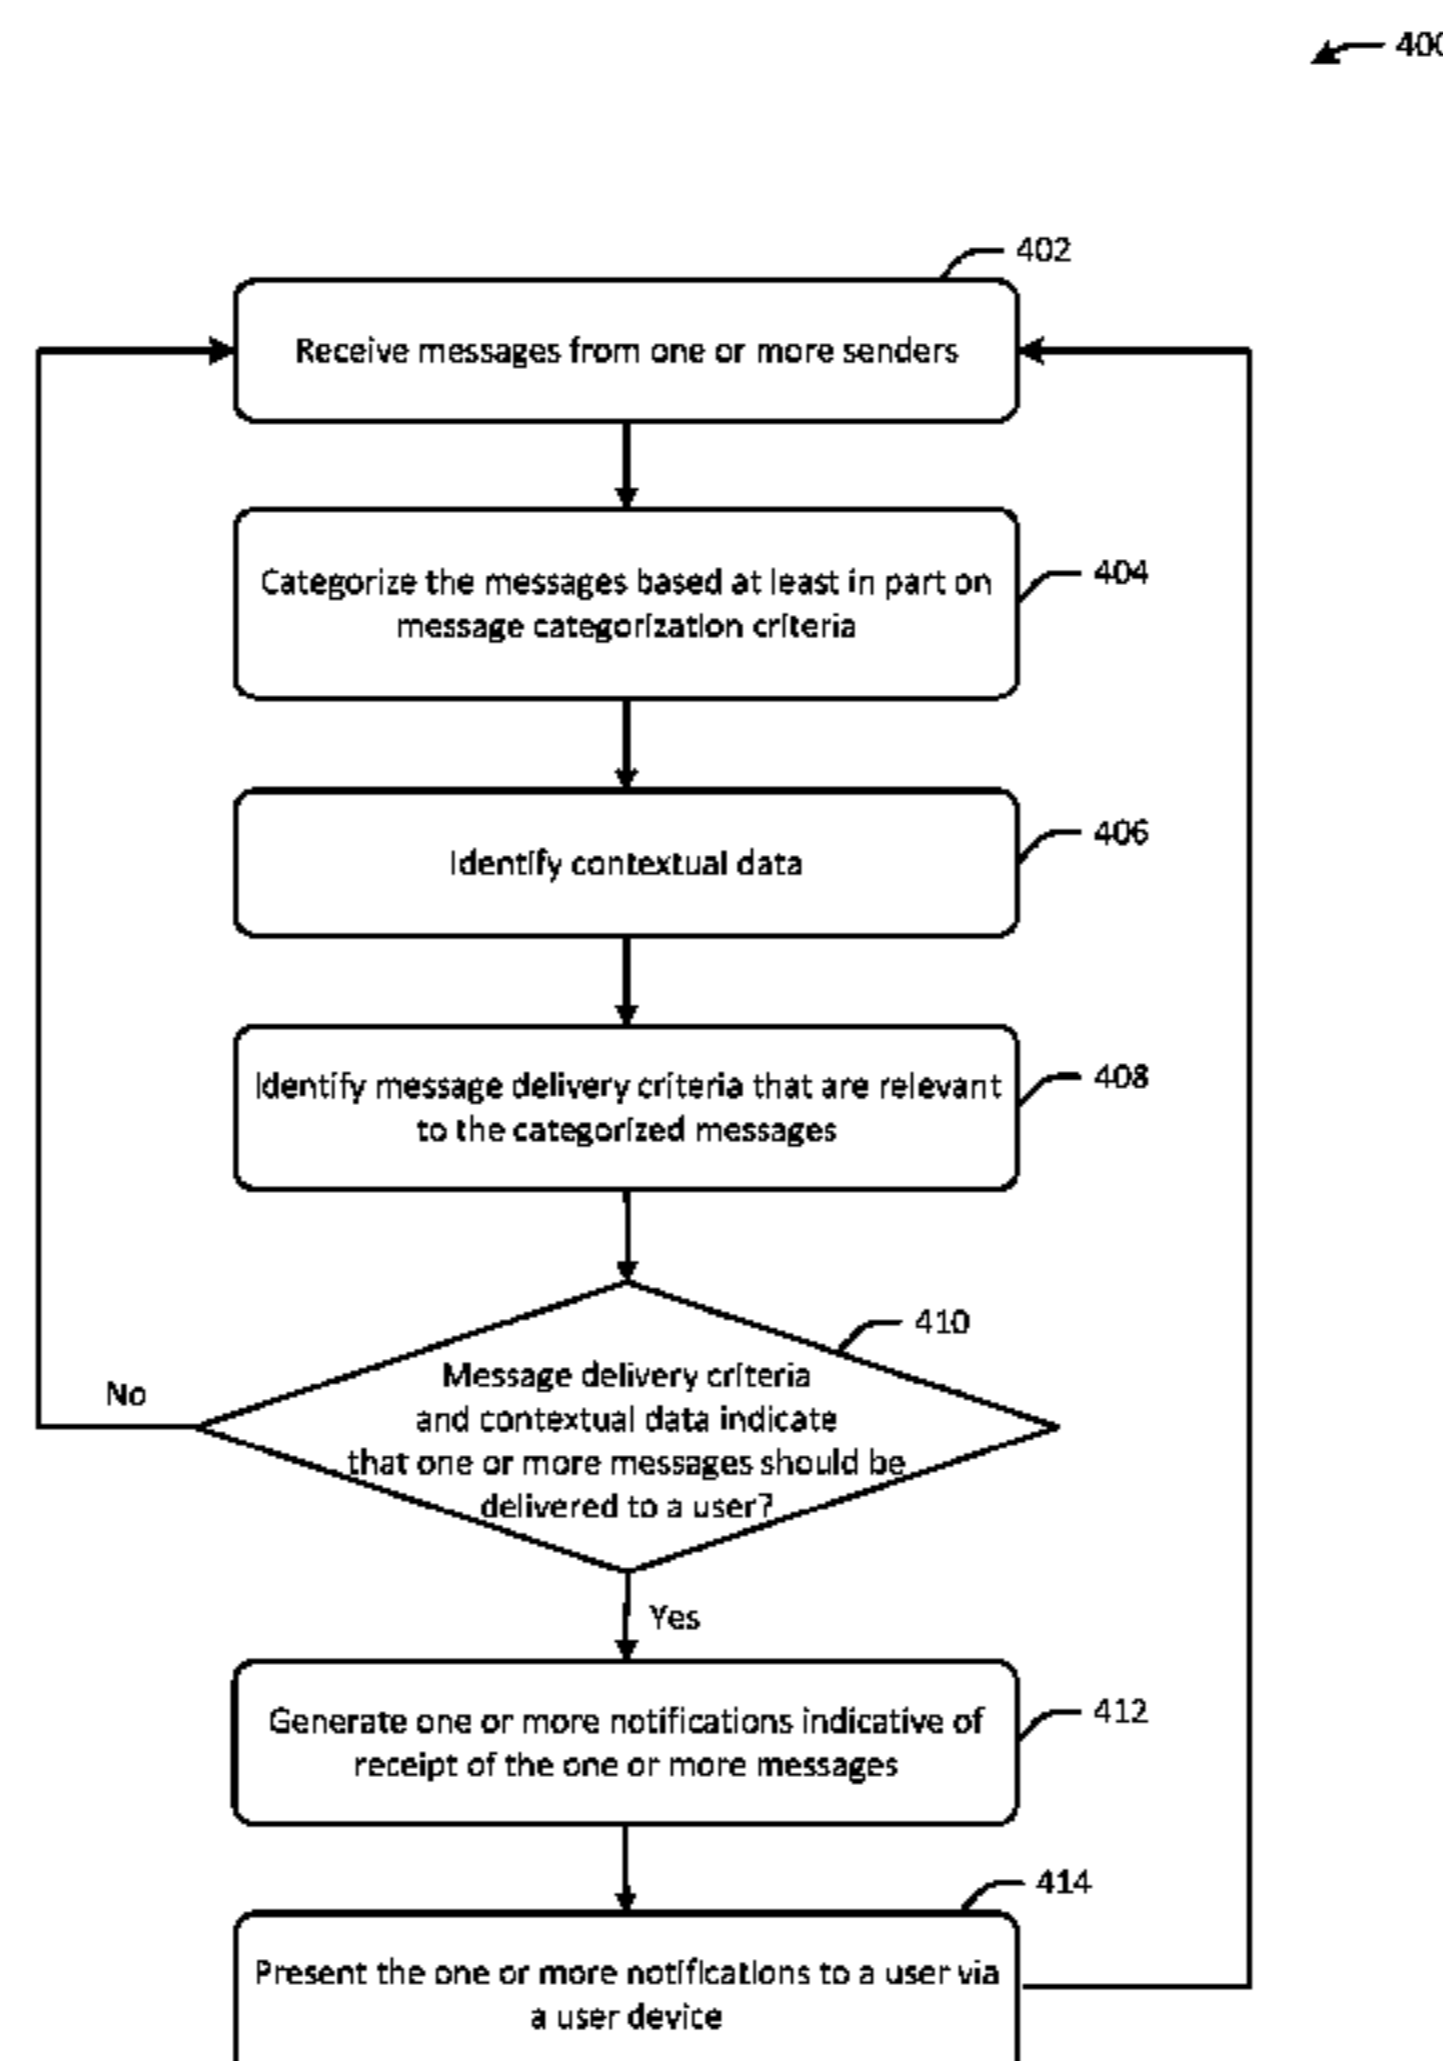 400
402
Receive messages from one or more senders
404
Categorize the messages based at least in part on
message categorization criteria
406
Identify contextual data
408
Identify message delivery criteria that are relevant
to the categorized messages
410
Message delivery criteria
and contextual data indicate
that one or more messages should be
delivered to a user?
No
Yes
412
Generate one or more notifications indicative of
receipt of the one or more messages
414
Present the one or more notifications to a user via
a user device